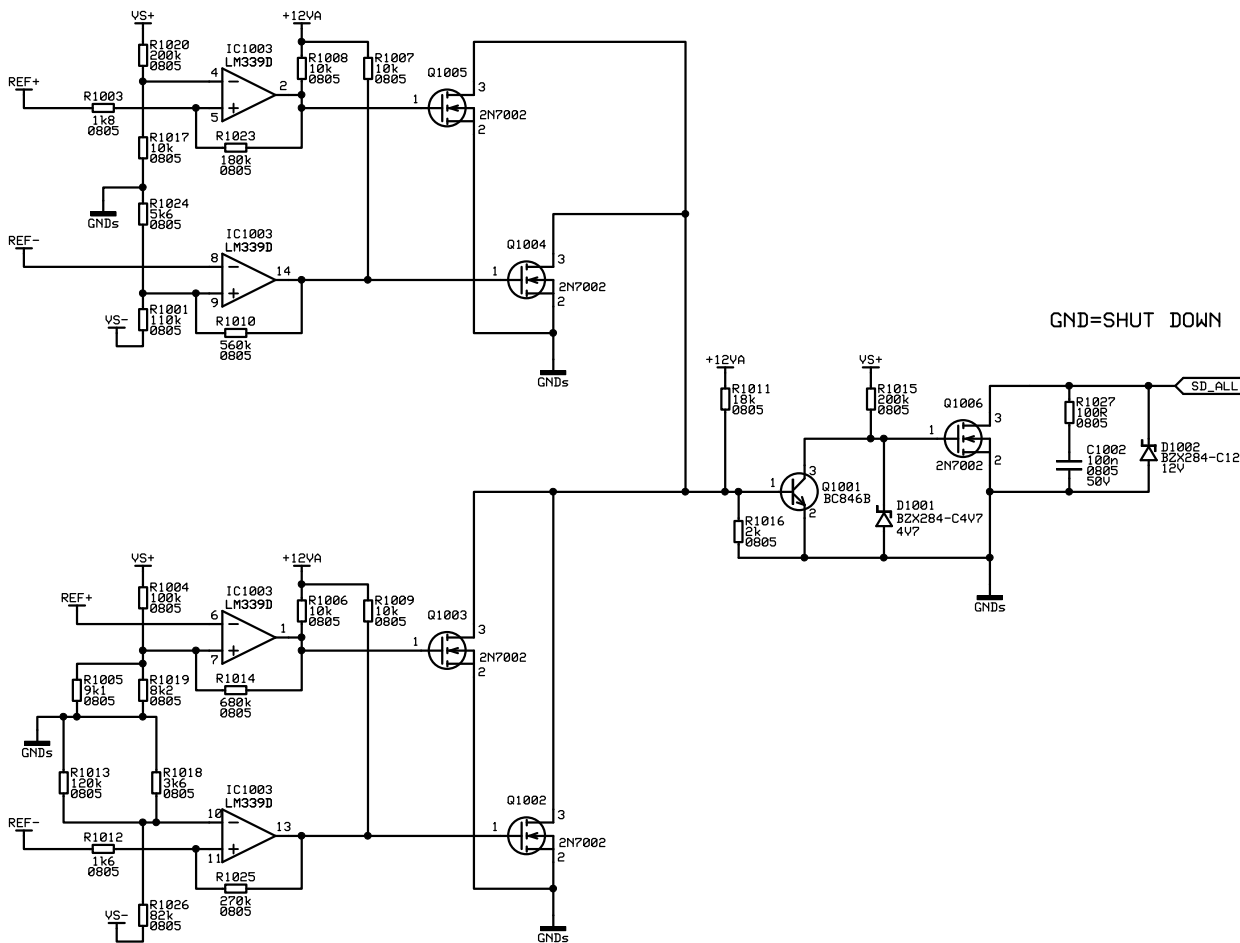 VS+
R1020
200k
0805
REF+
R1003
1k8
0805
IC1003
LM339D
4
5
2
R1017
10k
0805
R1023
180k
0805
+12VA
R1008
10k
0805
R1007
10k
0805
Q1005
1
3
2N7002
2
GNDs
R1024
5k6
0805
REF-
IC1003
LM339D
8
9
14
VS-
R1001
110k
0805
R1010
560k
0805
Q1004
1
3
2N7002
2
GNDs
GND=SHUT DOWN
+12VA
R1011
18k
0805
VS+
R1015
200k
0805
Q1006
1
3
2N7002
2
R1027
100R
0805
C1002
100n
0805
50V
D1002
BZX284-C12
12V
SD_ALL
1
3
Q1001
BC846B
2
R1016
2k
0805
D1001
BZX284-C4V7
4V7
GNDs
VS+
R1004
100k
0805
REF+
IC1003
LM339D
6
7
1
+12VA
R1006
10k
0805
R1009
10k
0805
Q1003
1
3
2N7002
2
R1005
9k1
0805
R1019
8k2
0805
R1014
680k
0805
GNDs
R1013
120k
0805
R1018
3k6
0805
REF-
R1012
1k6
0805
IC1003
LM339D
10
11
13
R1025
270k
0805
Q1002
1
3
2N7002
2
VS-
R1026
82k
0805
GNDs